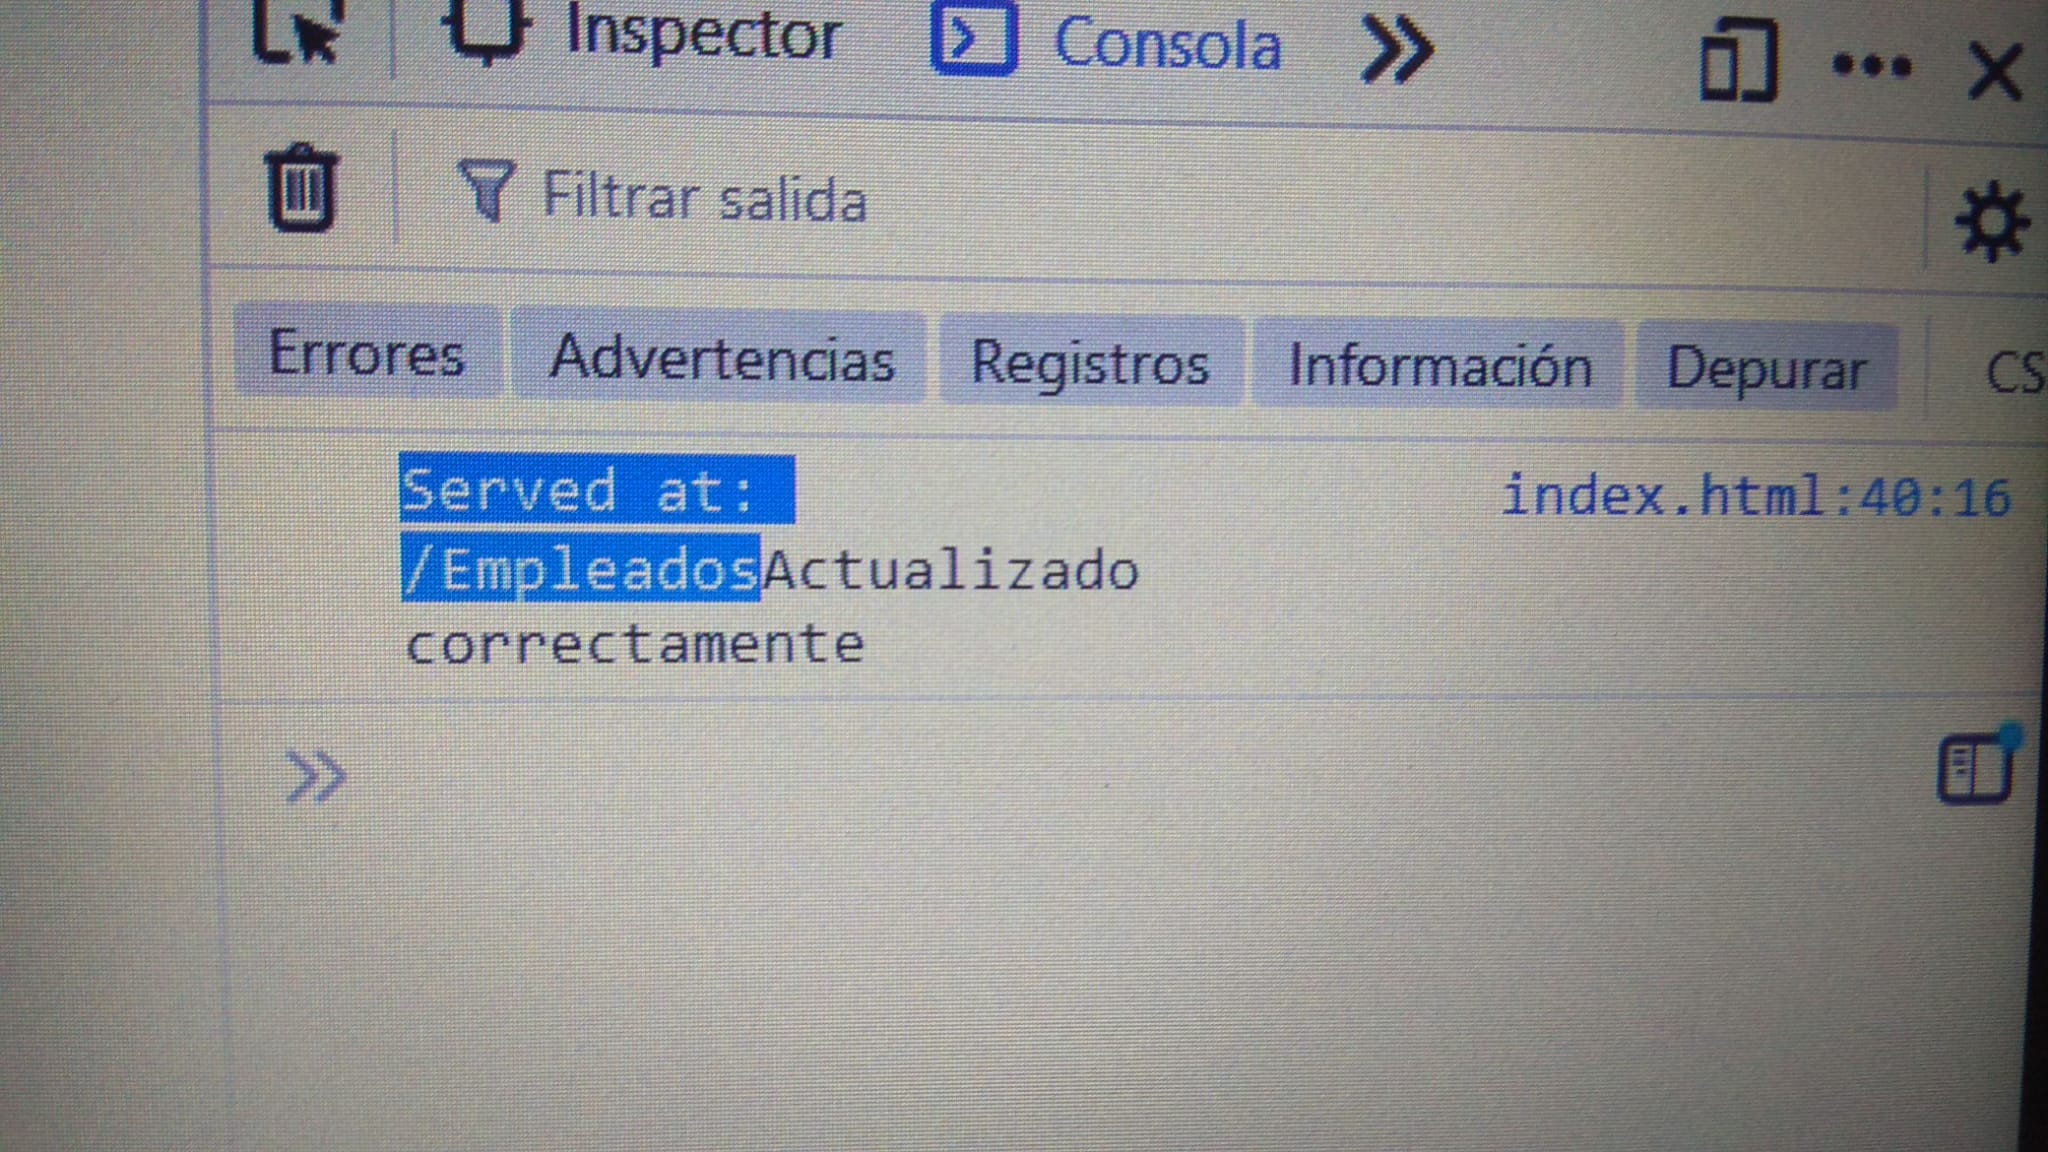 Inspector Consola
Filtrar salida
Errores Advertencias Registros Información Depurar CS
Served at: index.html:40:16
/EmpleadosActualizado
correctamente